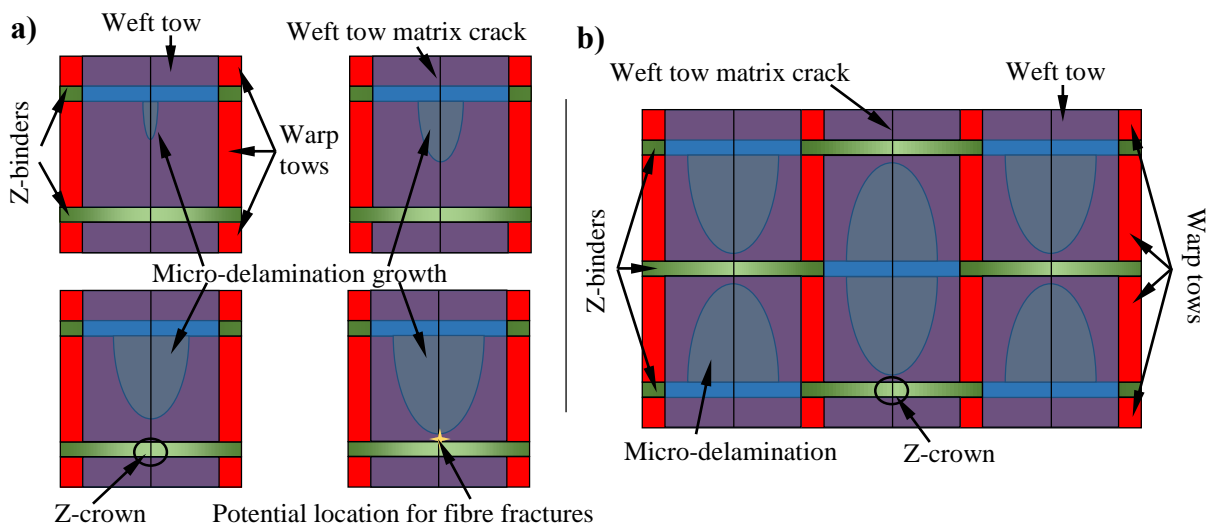 a)
Weft tow
Weft tow matrix crack
Z-binders
Warp
tows
Micro-delamination growth
Z-crown
Potential location for fibre fractures
b)
Weft tow matrix crack
Weft tow
Z-binders
Warp tows
Micro-delamination
Z-crown